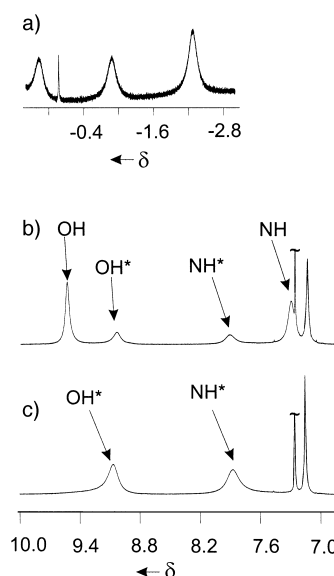 a)
-0.4 -1.6 -2.8
δ
b)
OH
OH*
NH*
NH
c)
OH*
NH*
10.0 9.4 8.8 8.2 7.6 7.0
δ